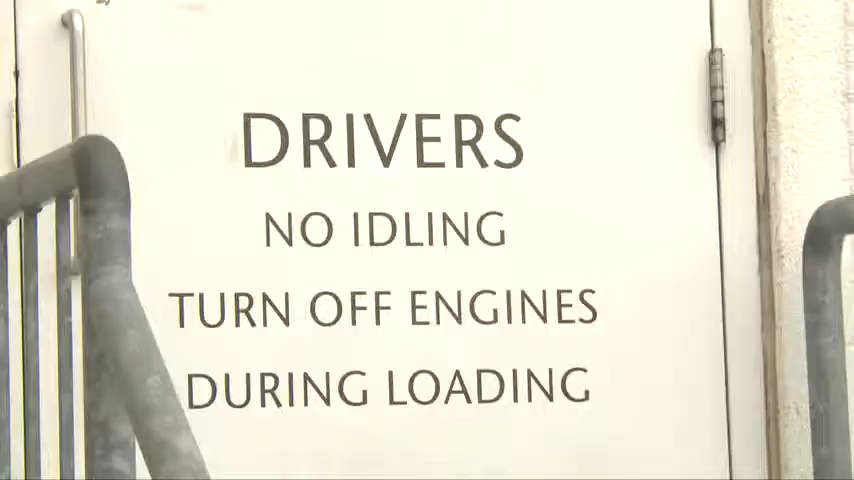 DRIVERS
NO IDLING
TURN OFF ENGINES
DURING LOADING